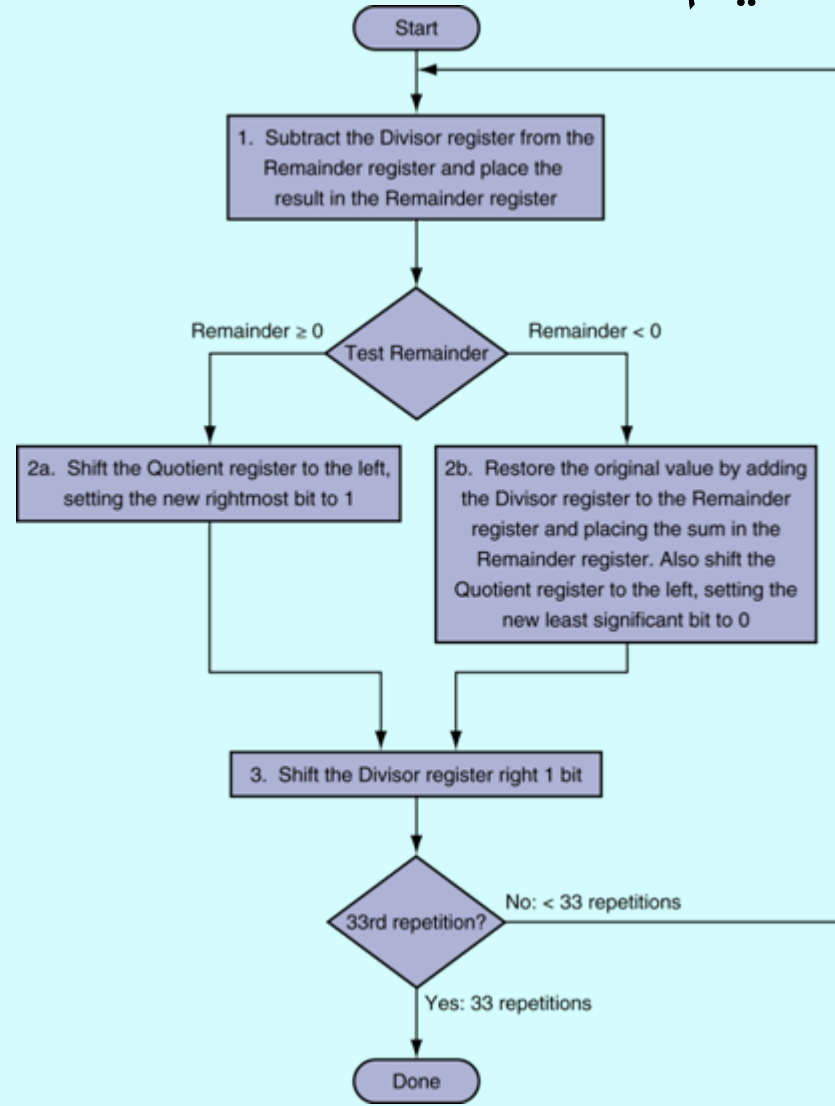 Start
1. Subtract the Divisor register from the
Remainder register and place the
result in the Remainder register
Test Remainder
Remainder ≥ 0
Remainder < 0
2a. Shift the Quotient register to the left,
setting the new rightmost bit to 1
2b. Restore the original value by adding
the Divisor register to the Remainder
register and placing the sum in the
Remainder register. Also shift the
Quotient register to the left, setting the
new least significant bit to 0
3. Shift the Divisor register right 1 bit
33rd repetition?
No: < 33 repetitions
Yes: 33 repetitions
Done